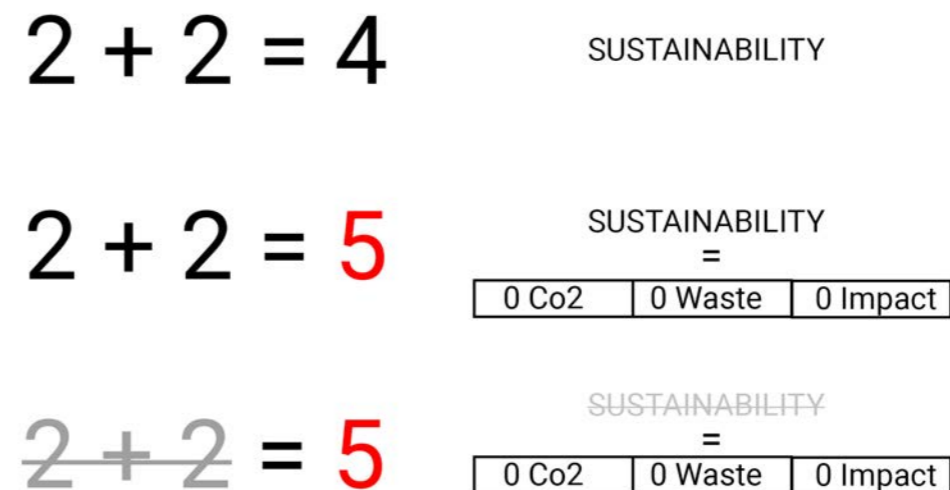 2 + 2 = 4
SUSTAINABILITY
2 + 2 = 5
SUSTAINABILITY
=
0 Co2 0 Waste 0 Impact
2 + 2 = 5
SUSTAINABILITY
=
0 Co2 0 Waste 0 Impact